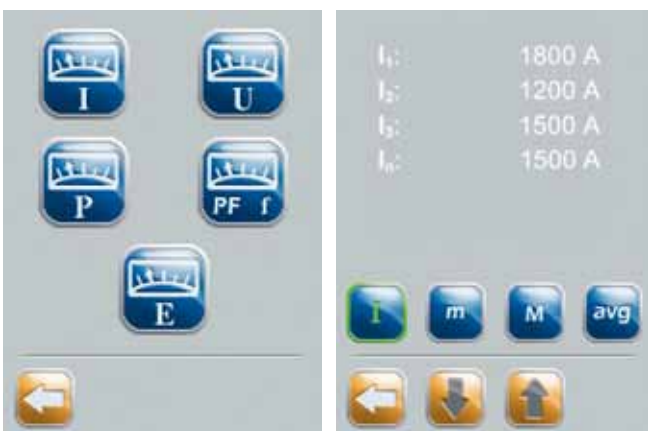 I U
P PF f
E
I₁: 1800 A
I₂: 1200 A
I₃: 1500 A
Iₙ: 1500 A
I m M avg